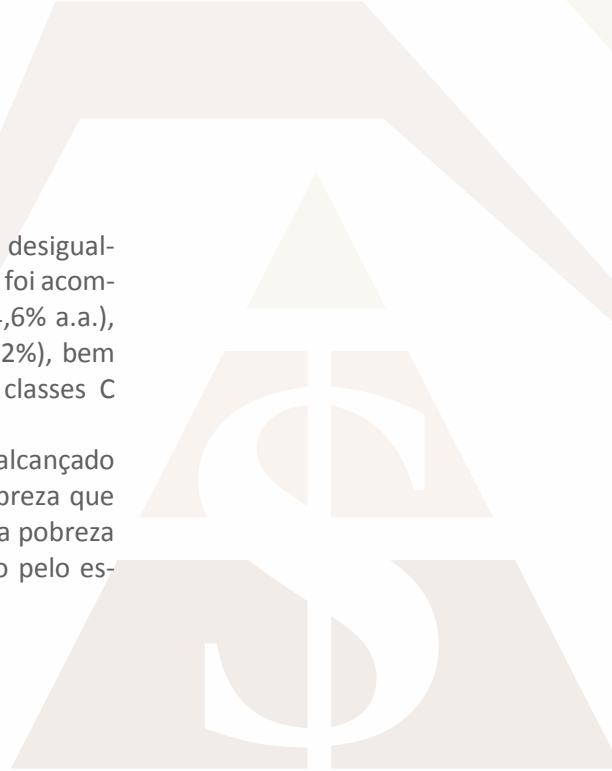 desigual-
foi acom-
,6% a.a.),
2%), bem
classes C
alcançado
breza que
a pobreza
o pelo es-
$